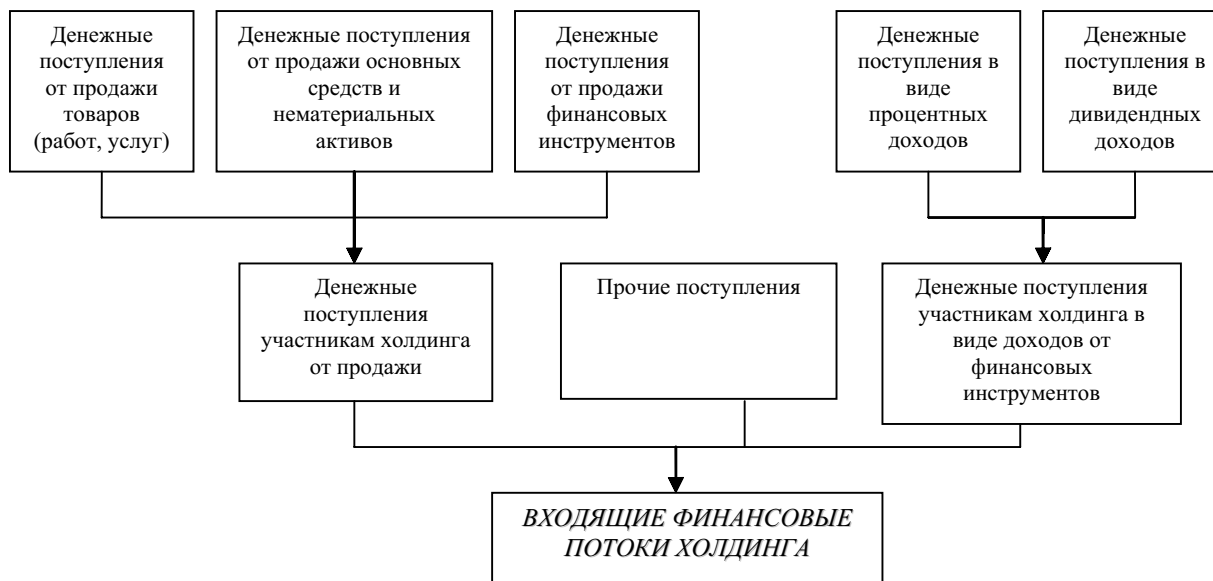 Денежные
поступления
от продажи
товаров
(работ, услуг)
Денежные поступления
от продажи основных
средств и
нематериальных
активов
Денежные
поступления
от продажи
финансовых
инструментов
Денежные
поступления в
виде
процентных
доходов
Денежные
поступления в
виде
дивидендных
доходов
Денежные
поступления
участникам холдинга
от продажи
Прочие поступления
Денежные поступления
участникам холдинга в
виде доходов от
финансовых
инструментов
ВХОДЯЩИЕ ФИНАНСОВЫЕ
ПОТОКИ ХОЛДИНГА